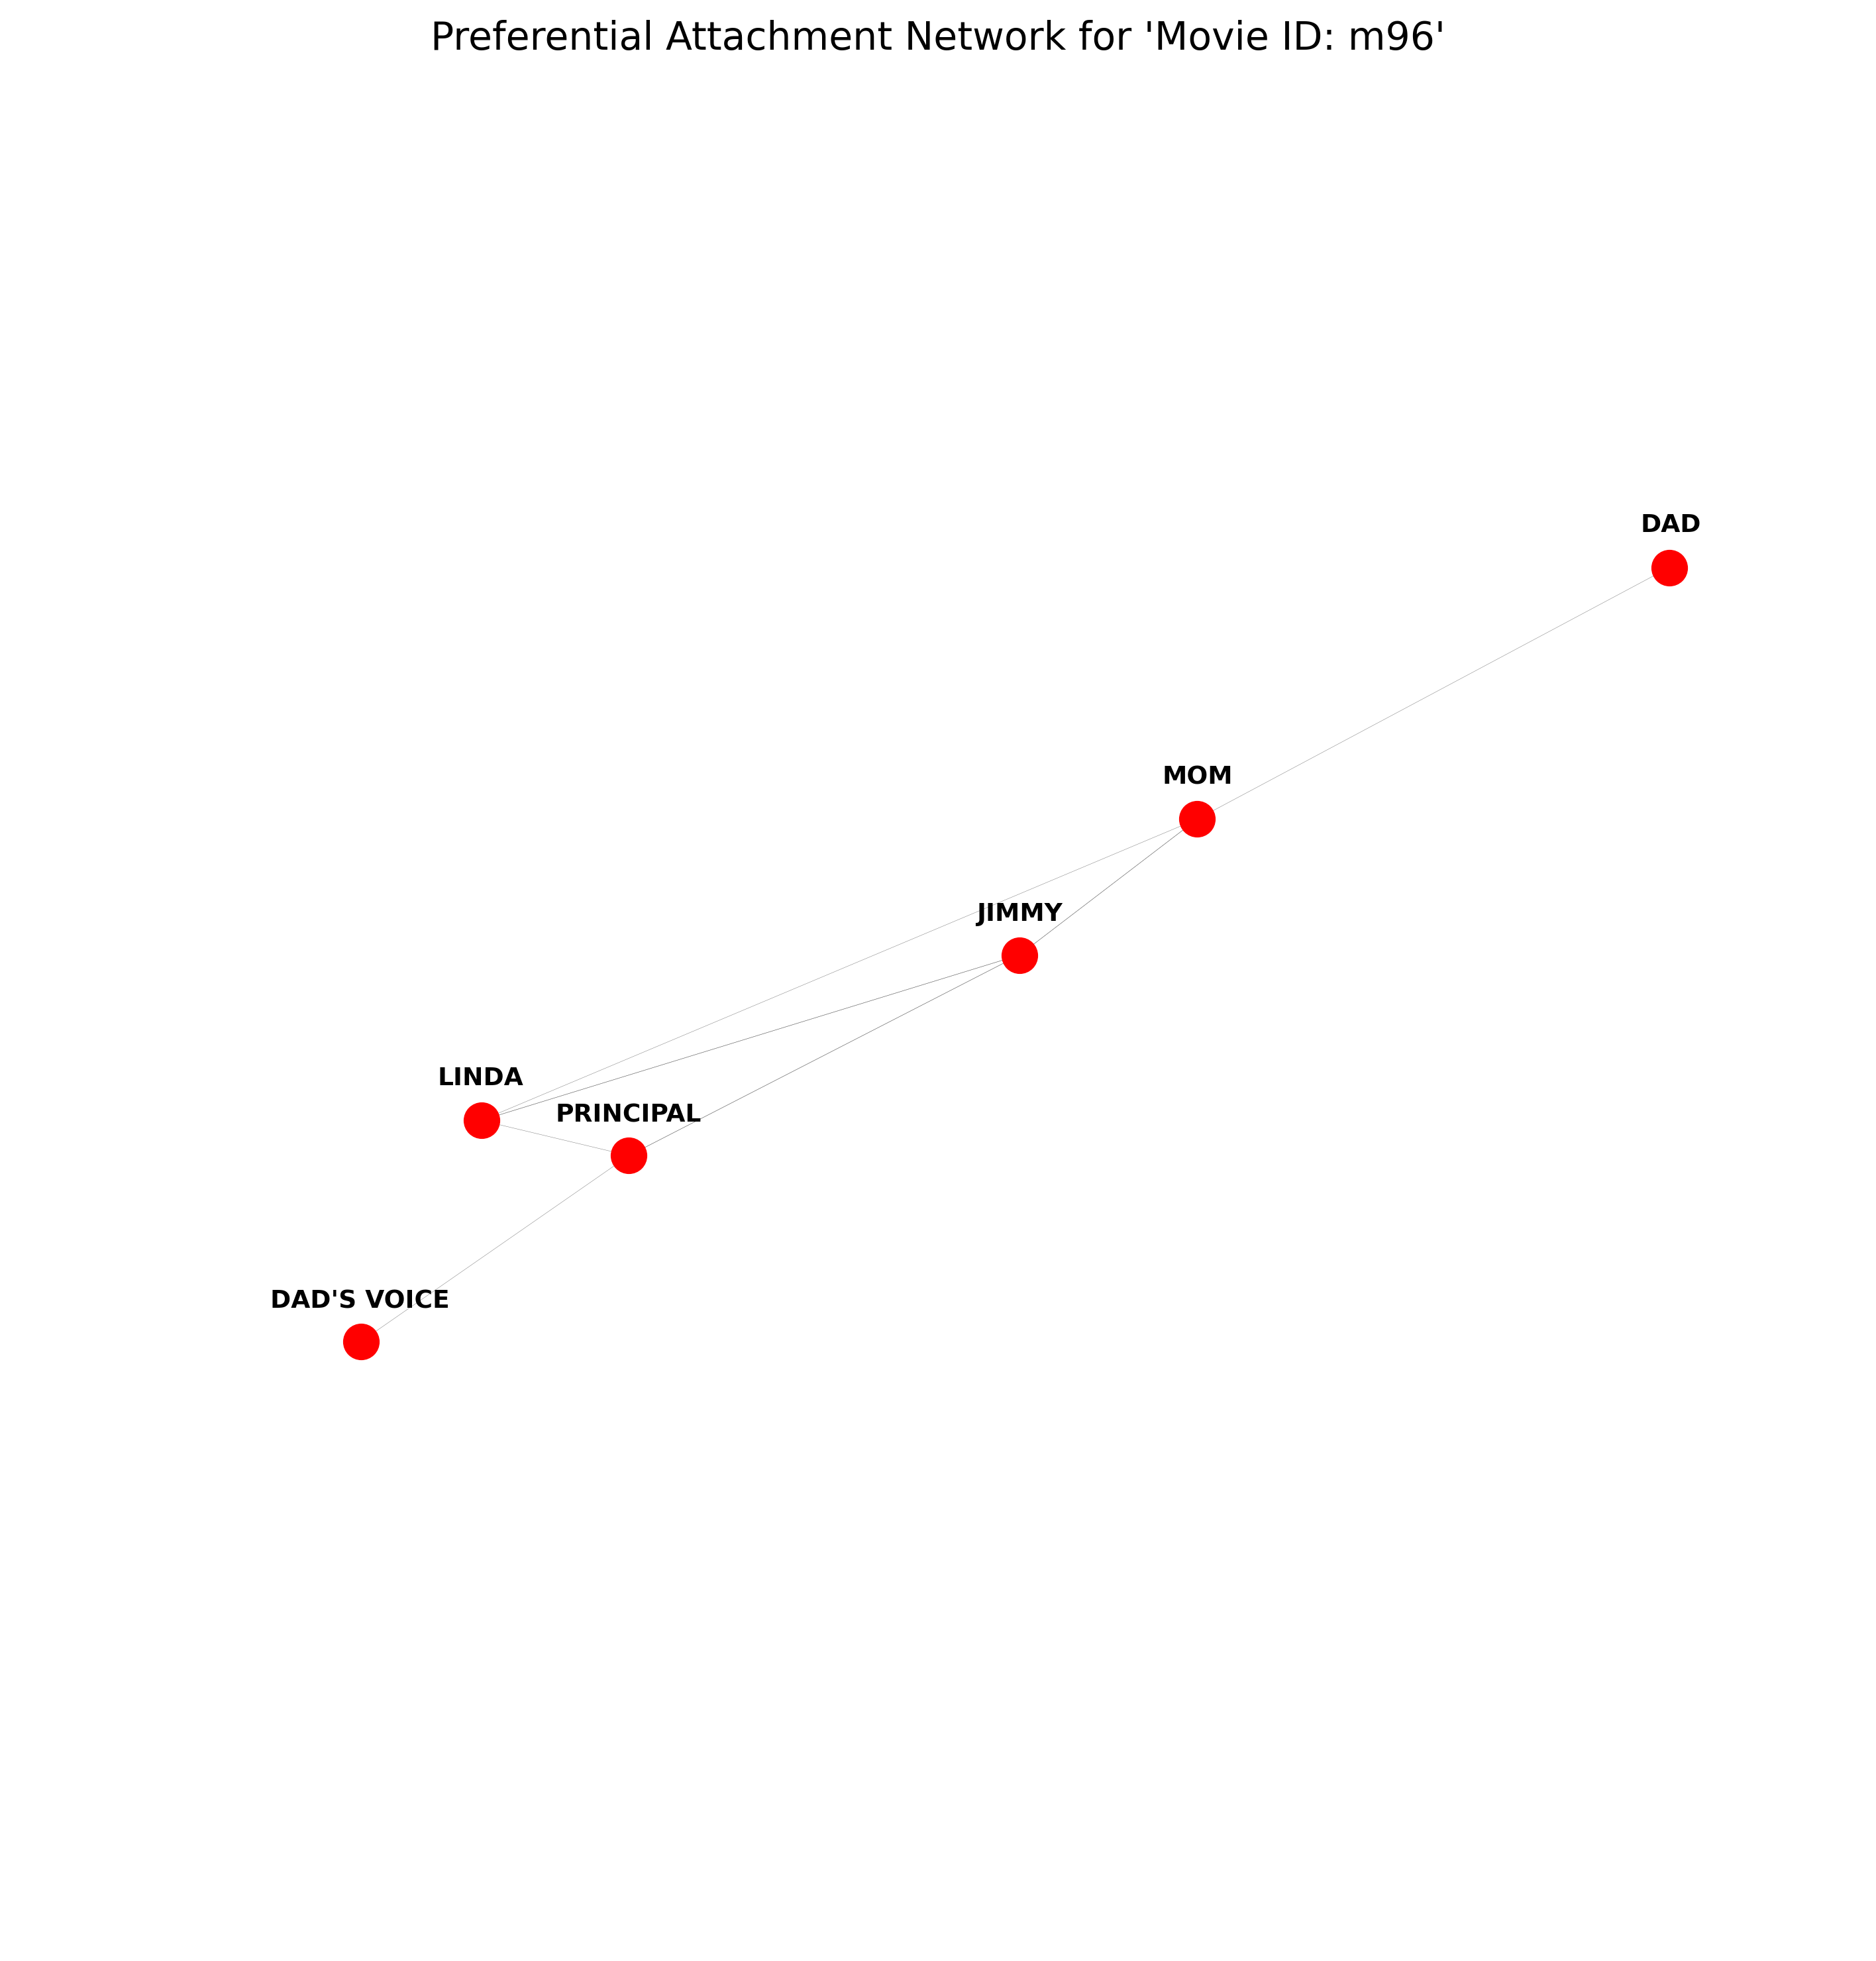 Preferential Attachment Network for 'Movie ID: m96'
DAD
MOM
JIMMY
LINDA
PRINCIPAL
DAD'S VOICE